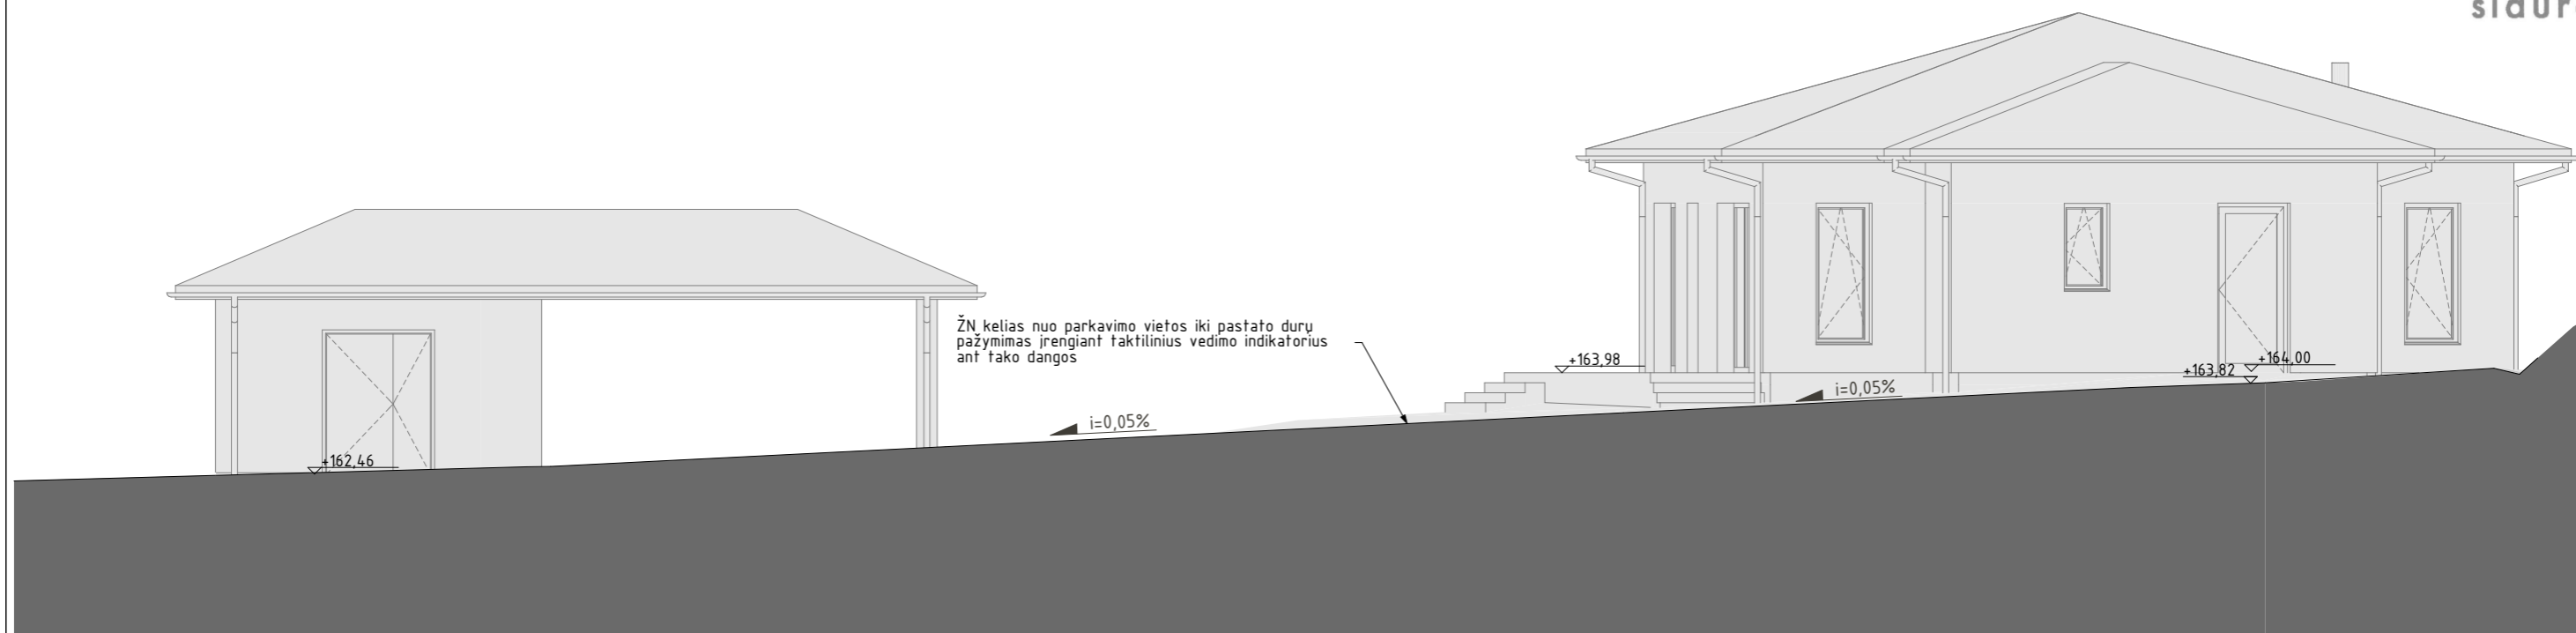 ŽN kelias nuo parkavimo vietos iki pastato durų
pažymimas įrengiant taktilinius vedimo indikatorius
ant tako dangos
+163,98
+164,00
+163,82
i=0,05%
i=0,05%
+162,46